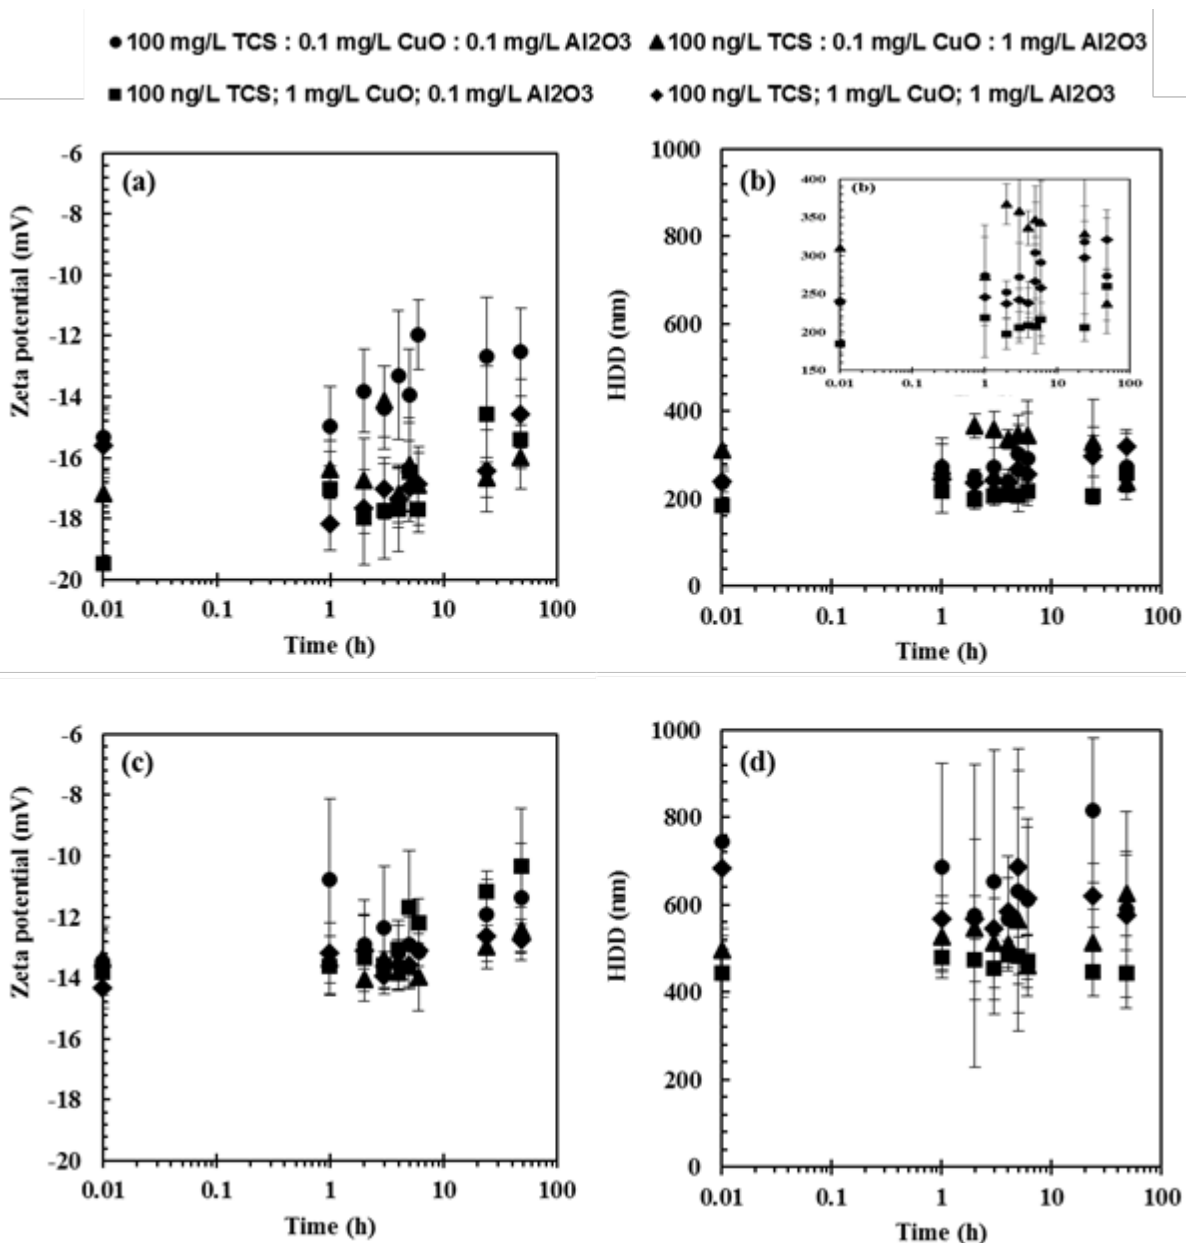 100 mg/L TCS : 0.1 mg/L CuO : 0.1 mg/L Al2O3
100 ng/L TCS : 0.1 mg/L CuO : 1 mg/L Al2O3
100 ng/L TCS; 1 mg/L CuO; 0.1 mg/L Al2O3
100 ng/L TCS; 1 mg/L CuO; 1 mg/L Al2O3
(a)
Zeta potential (mV)
-6
-8
-10
-12
-14
-16
-18
-20
0.01 0.1 1 10 100
Time (h)
(b)
HDD (nm)
1000
800
600
400
200
0
0.01 0.1 1 10 100
Time (h)
(b)
400
350
300
250
200
150
0.01 0.1 1 10 100
(c)
Zeta potential (mV)
-6
-8
-10
-12
-14
-16
-18
-20
0.01 0.1 1 10 100
Time (h)
(d)
HDD (nm)
1000
800
600
400
200
0
0.01 0.1 1 10 100
Time (h)